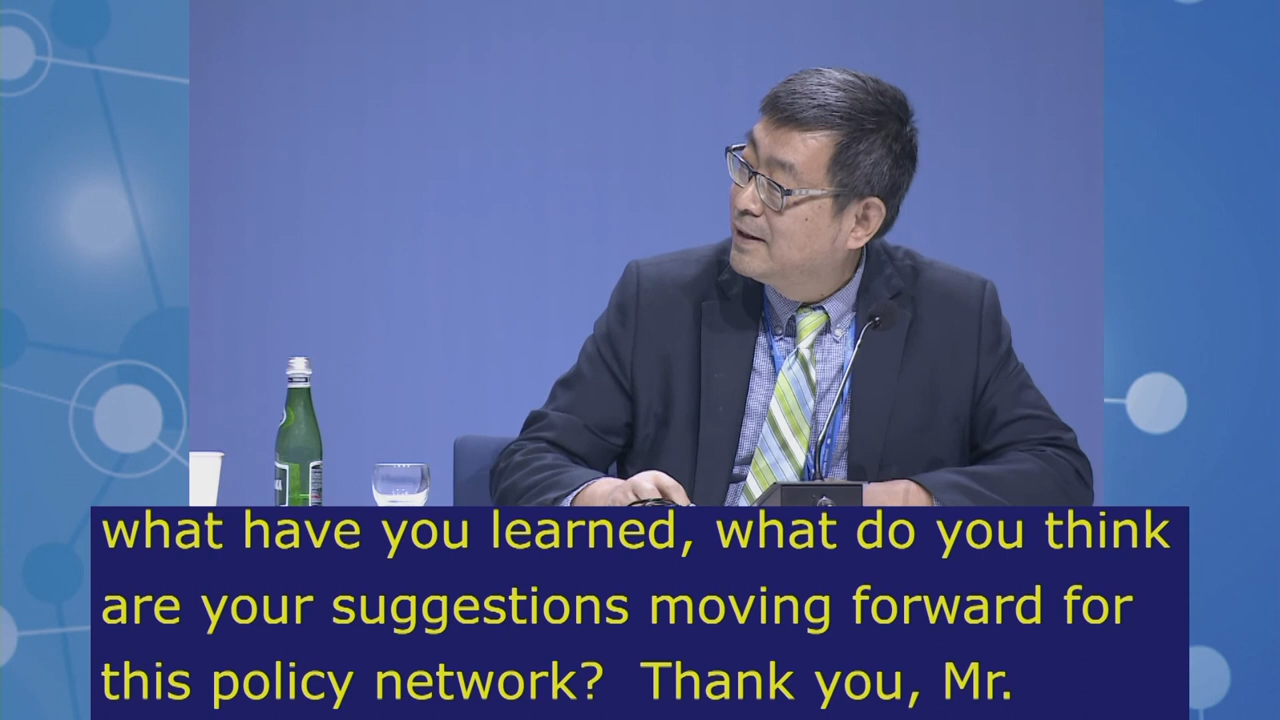 what have you learned, what do you think
are your suggestions moving forward for
this policy network?  Thank you, Mr.